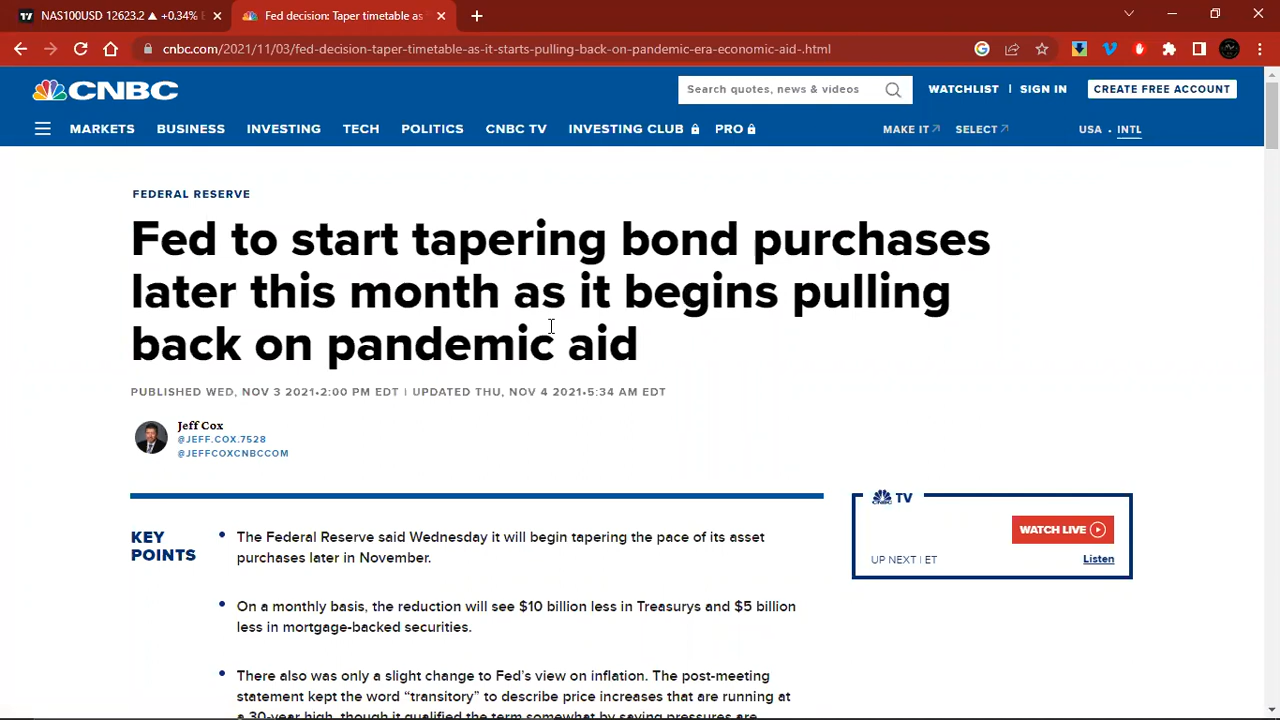 NAS100USD 12623.2 ▲ +0.34%
Fed decision: Taper timetable as
cnbc.com/2021/11/03/fed-decision-taper-timetable-as-it-starts-pulling-back-on-pandemic-era-economic-aid-.html
CNBC
Search quotes, news & videos
WATCHLIST | SIGN IN
CREATE FREE ACCOUNT
MARKETS BUSINESS INVESTING TECH POLITICS CNBC TV INVESTING CLUB PRO MAKE IT SELECT USA • INTL
FEDERAL RESERVE
Fed to start tapering bond purchases
later this month as it begins pulling
back on pandemic aid
PUBLISHED WED, NOV 3 2021•2:00 PM EDT | UPDATED THU, NOV 4 2021•5:34 AM EDT
Jeff Cox
@JEFF.COX.7528
@JEFFCOXCNBCCOM
KEY
POINTS
The Federal Reserve said Wednesday it will begin tapering the pace of its asset
purchases later in November.
On a monthly basis, the reduction will see $10 billion less in Treasurys and $5 billion
less in mortgage-backed securities.
There also was only a slight change to Fed's view on inflation. The post-meeting
statement kept the word “transitory” to describe price increases that are running at
a 30-year high, though it qualified the term somewhat by saying pressures are
TV
WATCH LIVE
UP NEXT | ET
Listen